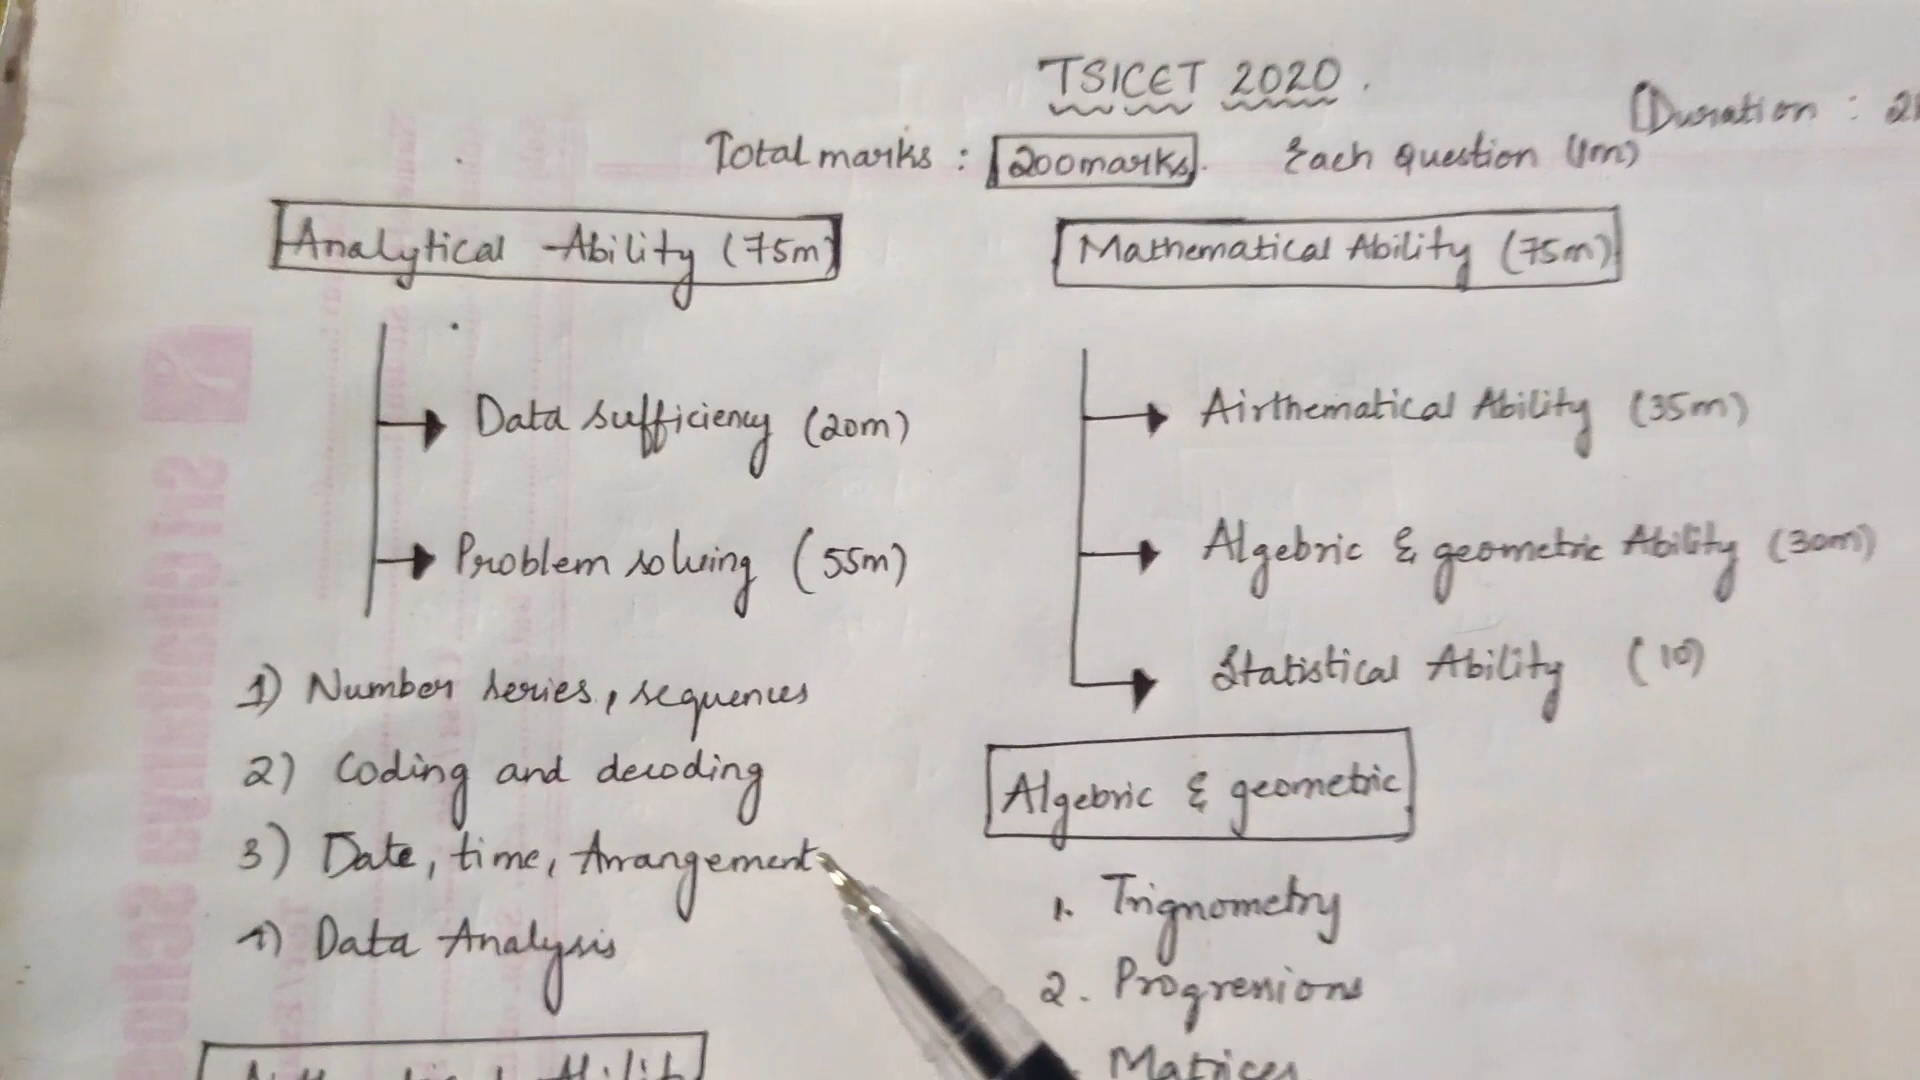 TSICET 2020.
[Duration :
Total marks : 200marks. Each question (1m)
Analytical Ability (75m)
Data sufficiency (20m)
Problem solving (55m)
1) Number series, sequences
2) Coding and decoding
3) Date, time, Arrangement
4) Data Analysis
Mathematical Ability (75m)
Airthematical Ability (35m)
Algebric & geometric Ability (30m)
Statistical Ability (10)
Algebric & geometric
1. Trignometry
2. Progressions
Matrices